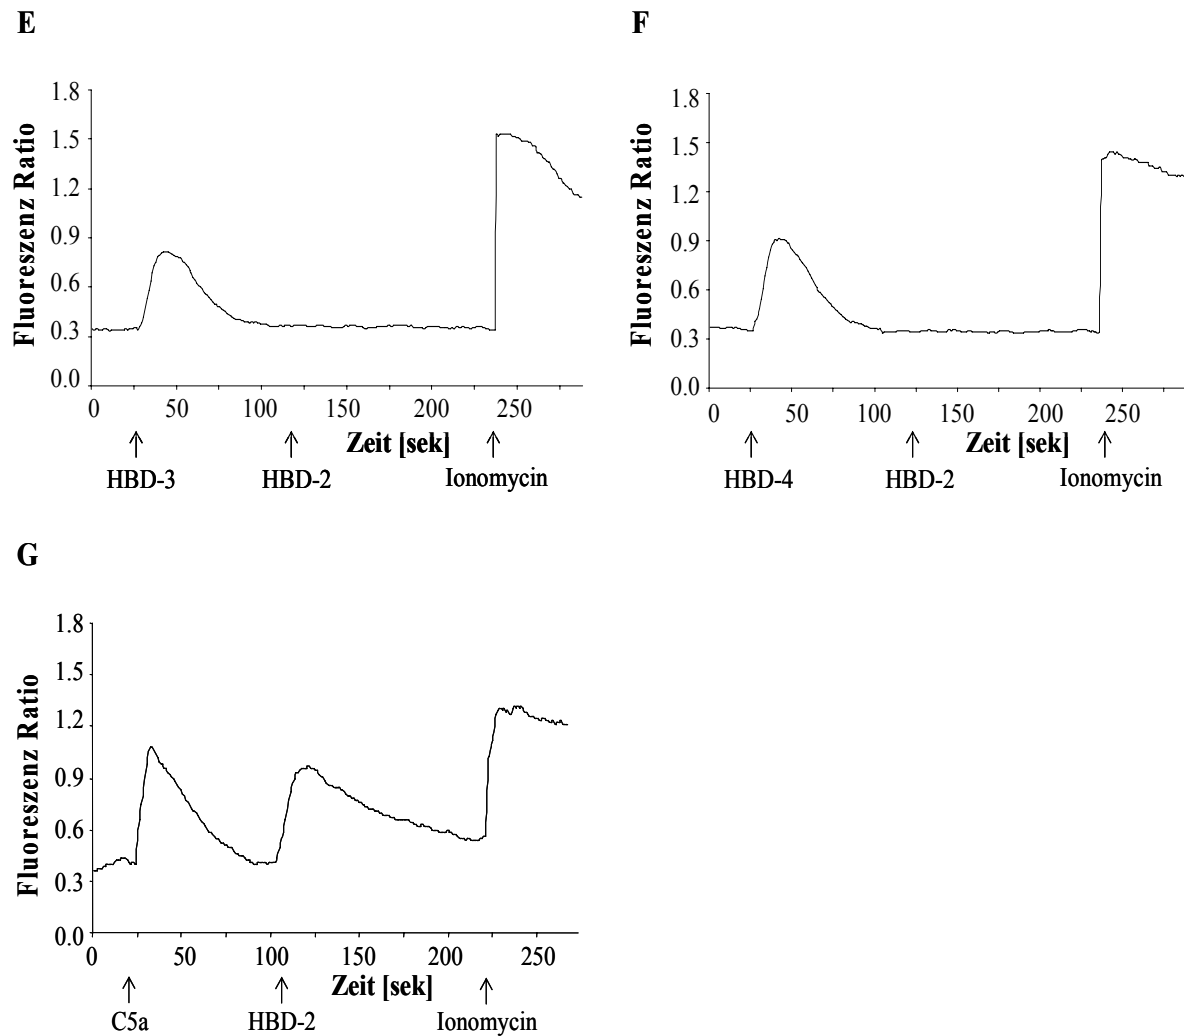 E
Fluoreszenz Ratio
1.8
1.5
1.2
0.9
0.6
0.3
0.0
0 50 100 150 200 250
Zeit [sek]
HBD-3 HBD-2 Ionomycin
F
Fluoreszenz Ratio
1.8
1.5
1.2
0.9
0.6
0.3
0.0
0 50 100 150 200 250
Zeit [sek]
HBD-4 HBD-2 Ionomycin
G
Fluoreszenz Ratio
1.8
1.5
1.2
0.9
0.6
0.3
0.0
0 50 100 150 200 250
Zeit [sek]
C5a HBD-2 Ionomycin